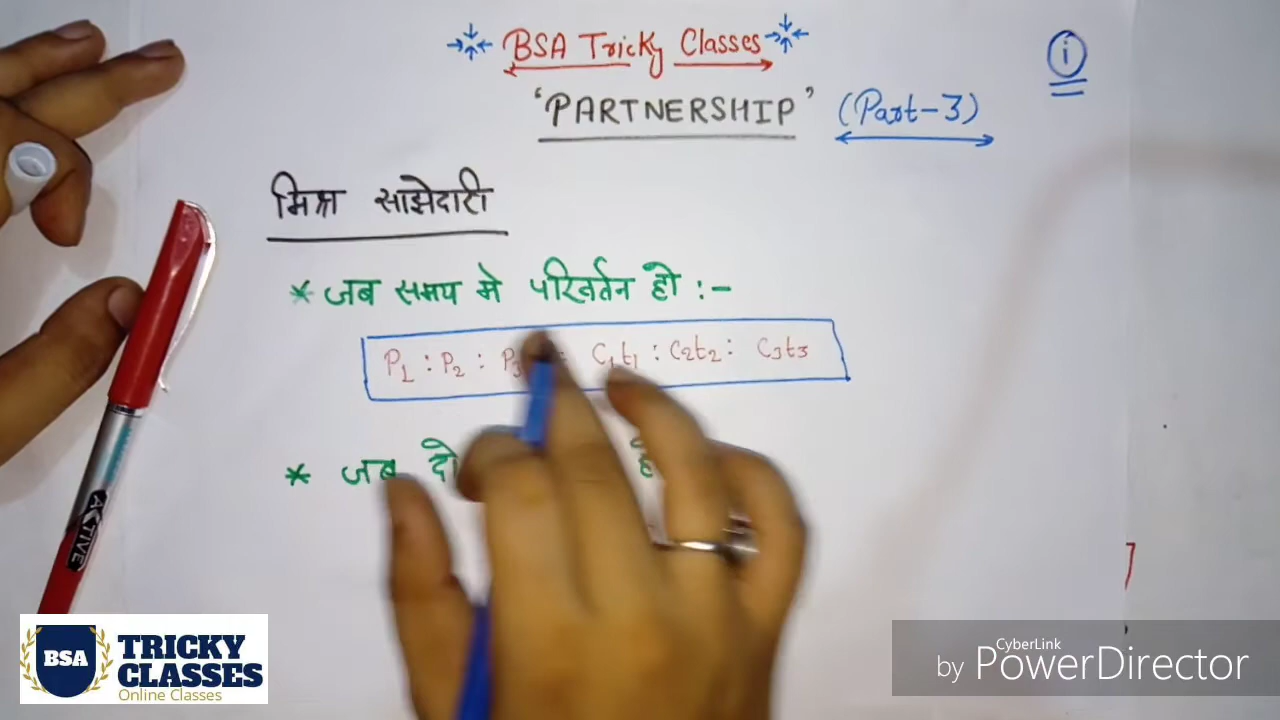 BSA Tricky Classes
i
'PARTNERSHIP" (Part-3)
मिश्र साझेदारी
* जब समय मे परिवर्तन हो :-
P1 : P2 : P3 : C1t1 : C2t2 : C3t3
* जब दो
ACTIVE
BSA
TRICKY
CLASSES
Online Classes
CyberLink
by PowerDirector